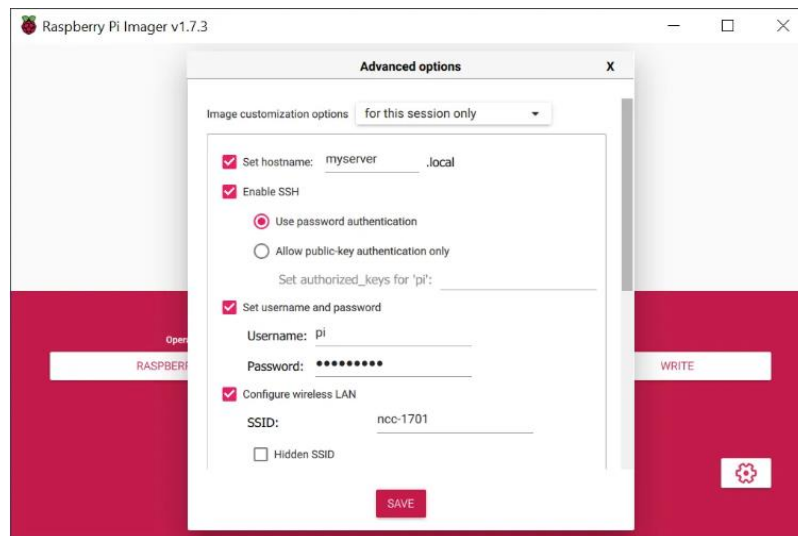 Raspberry Pi Imager v1.7.3
Advanced options X
Image customization options for this session only
Set hostname: myserver .local
Enable SSH
Use password authentication
Allow public-key authentication only
Set authorized_keys for 'pi':
Set username and password
Opera
Username: pi
RASPBERR
Password: •••••••••
WRITE
Configure wireless LAN
SSID: ncc-1701
Hidden SSID
SAVE